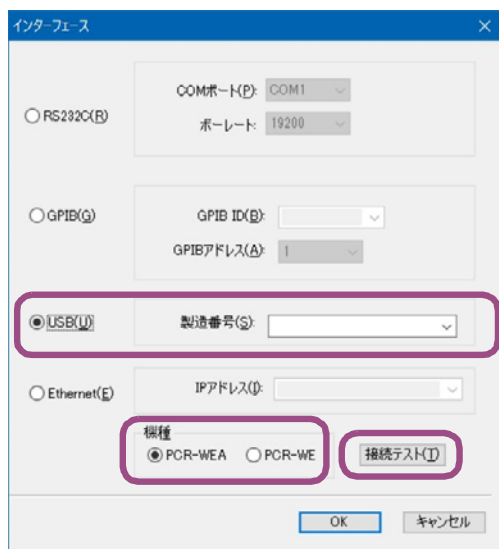 インターフェース
COMポート(P): COM1
RS232C(R)
ボーレート: 19200
GPIB(G) GPIB ID(B):
GPIBアドレス(A): 1
USB(U) 製造番号(S):
Ethernet(E) IPアドレス(I):
機種
PCR-WEA PCR-WE 接続テスト(T)
OK キャンセル